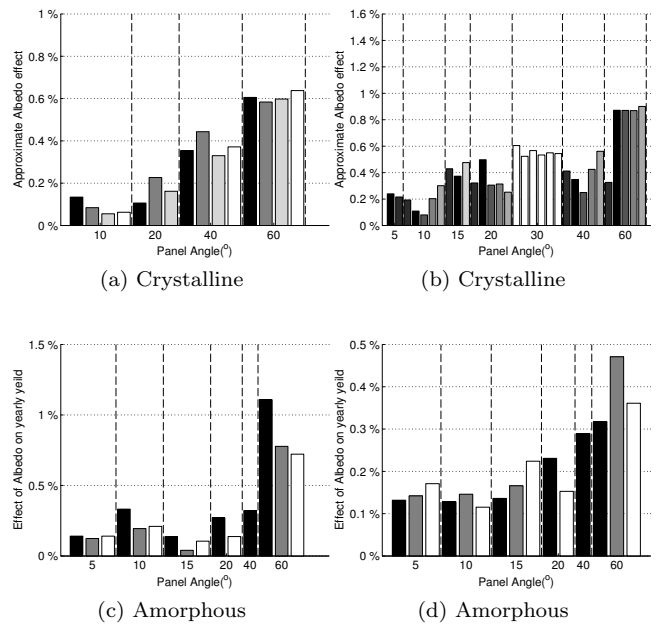 1 %
0.8 %
0.6 %
0.4 %
0.2 %
0 %
Approximate Albedo effect
10 20 40 60
Panel Angle(º)
(a) Crystalline
1.6 %
1.4 %
1.2 %
1 %
0.8 %
0.6 %
0.4 %
0.2 %
0 %
Approximate Albedo effect
5 10 15 20 30 40 60
Panel Angle(º)
(b) Crystalline
1.5 %
1 %
0.5 %
0 %
Effect of Albedo on yearly yeild
5 10 15 20 40 60
Panel Angle(º)
(c) Amorphous
0.5 %
0.4 %
0.3 %
0.2 %
0.1 %
0 %
Effect of Albedo on yearly yeild
5 10 15 20 40 60
Panel Angle(º)
(d) Amorphous